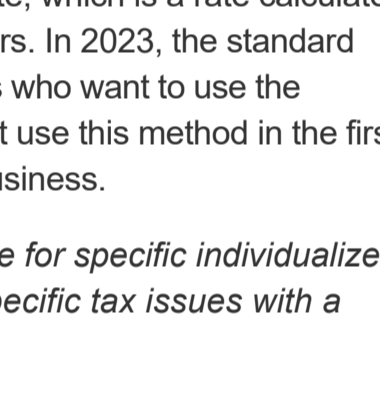 rs. In 2023, the standard
who want to use the
t use this method in the
siness.
e for specific individualize
ecific tax issues with a